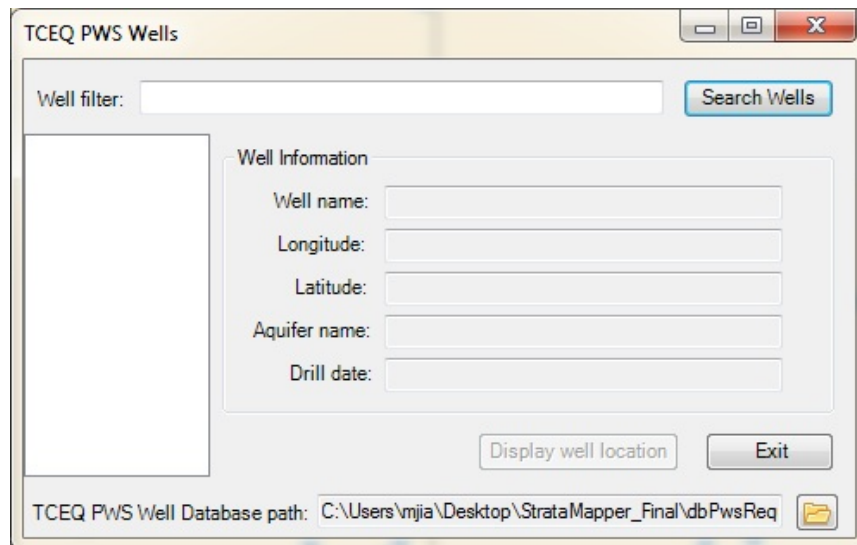 TCEQ PWS Wells
Well filter:
Search Wells
Well Information
Well name:
Longitude:
Latitude:
Aquifer name:
Drill date:
Display well location
Exit
TCEQ PWS Well Database path: C:\Users\mjia\Desktop\StrataMapper_Final\dbPwsReq